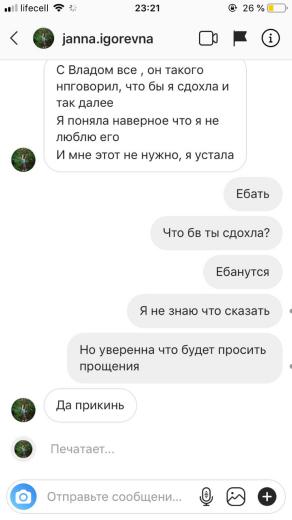 lifecell 23:21 26 %
janna.igorevna
С Владом все , он такого
нпговорил, что бы я сдохла и
так далее
Я поняла наверное что я не
люблю его
И мне этот не нужно, я устала
Ебать
Что бв ты сдохла?
Ебанутся
Я не знаю что сказать
Но уверенна что будет просить
прощения
Да прикинь
Печатает...
Отправьте сообщени...